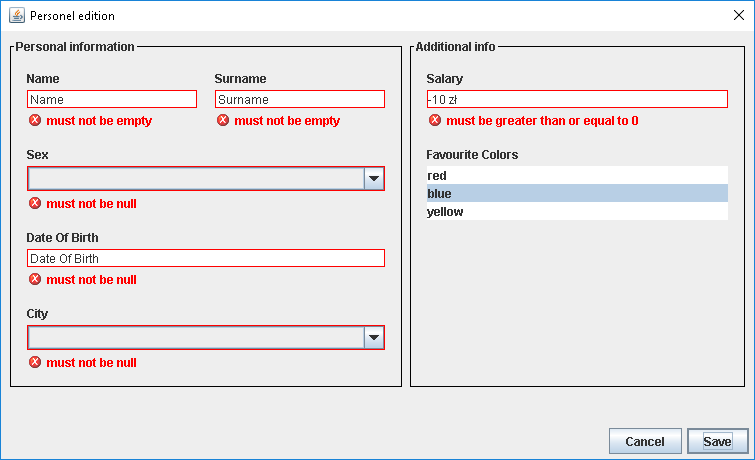 Personel edition
Personal information
Name
Surname
Name
Surname
must not be empty
must not be empty
Sex
must not be null
Date Of Birth
Date Of Birth
must not be null
City
must not be null
Additional info
Salary
-10 zł
must be greater than or equal to 0
Favourite Colors
red
blue
yellow
Cancel
Save